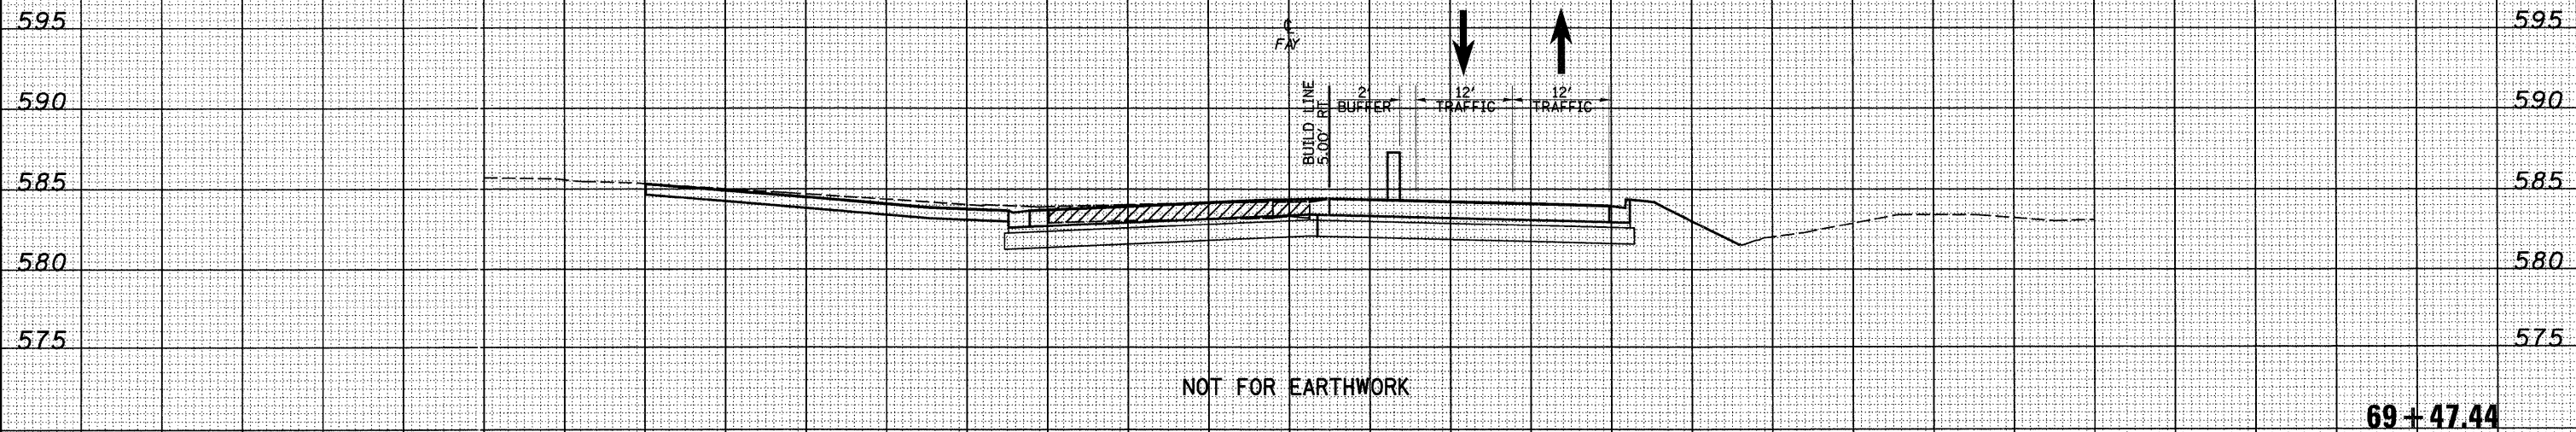 595
595
℄
FAY
590
590
BUILD LINE
5.00' RT
2'
BUFFER
12'
TRAFFIC
12'
TRAFFIC
585
585
580
580
575
575
NOT FOR EARTHWORK
69+47.44